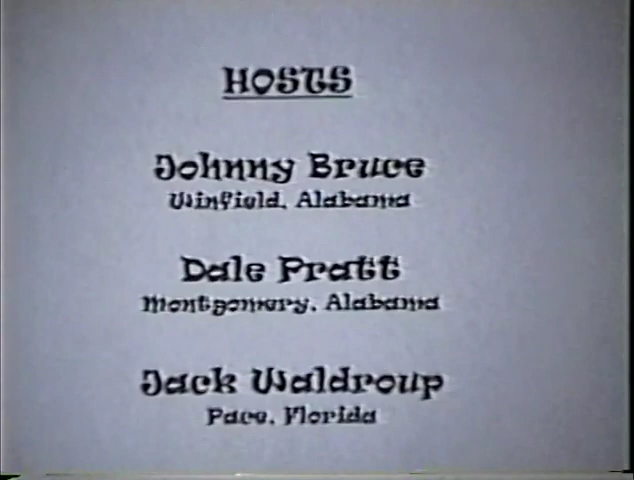 HOSTS
Johnny Bruce
Winfield, Alabama
Dale Pratt
Montgomery, Alabama
Jack Waldroup
Pace, Florida